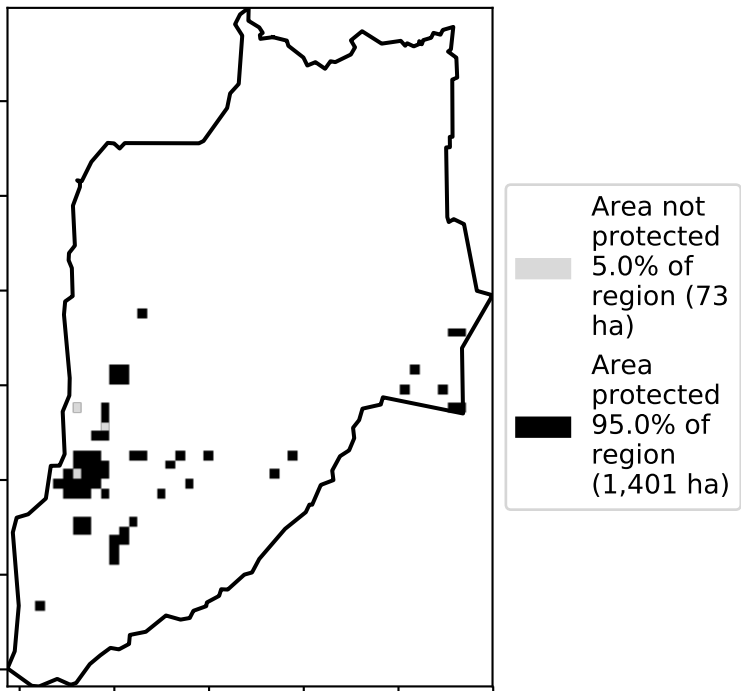 Area not
protected
5.0% of
region (73
ha)
Area
protected
95.0% of
region
(1,401 ha)